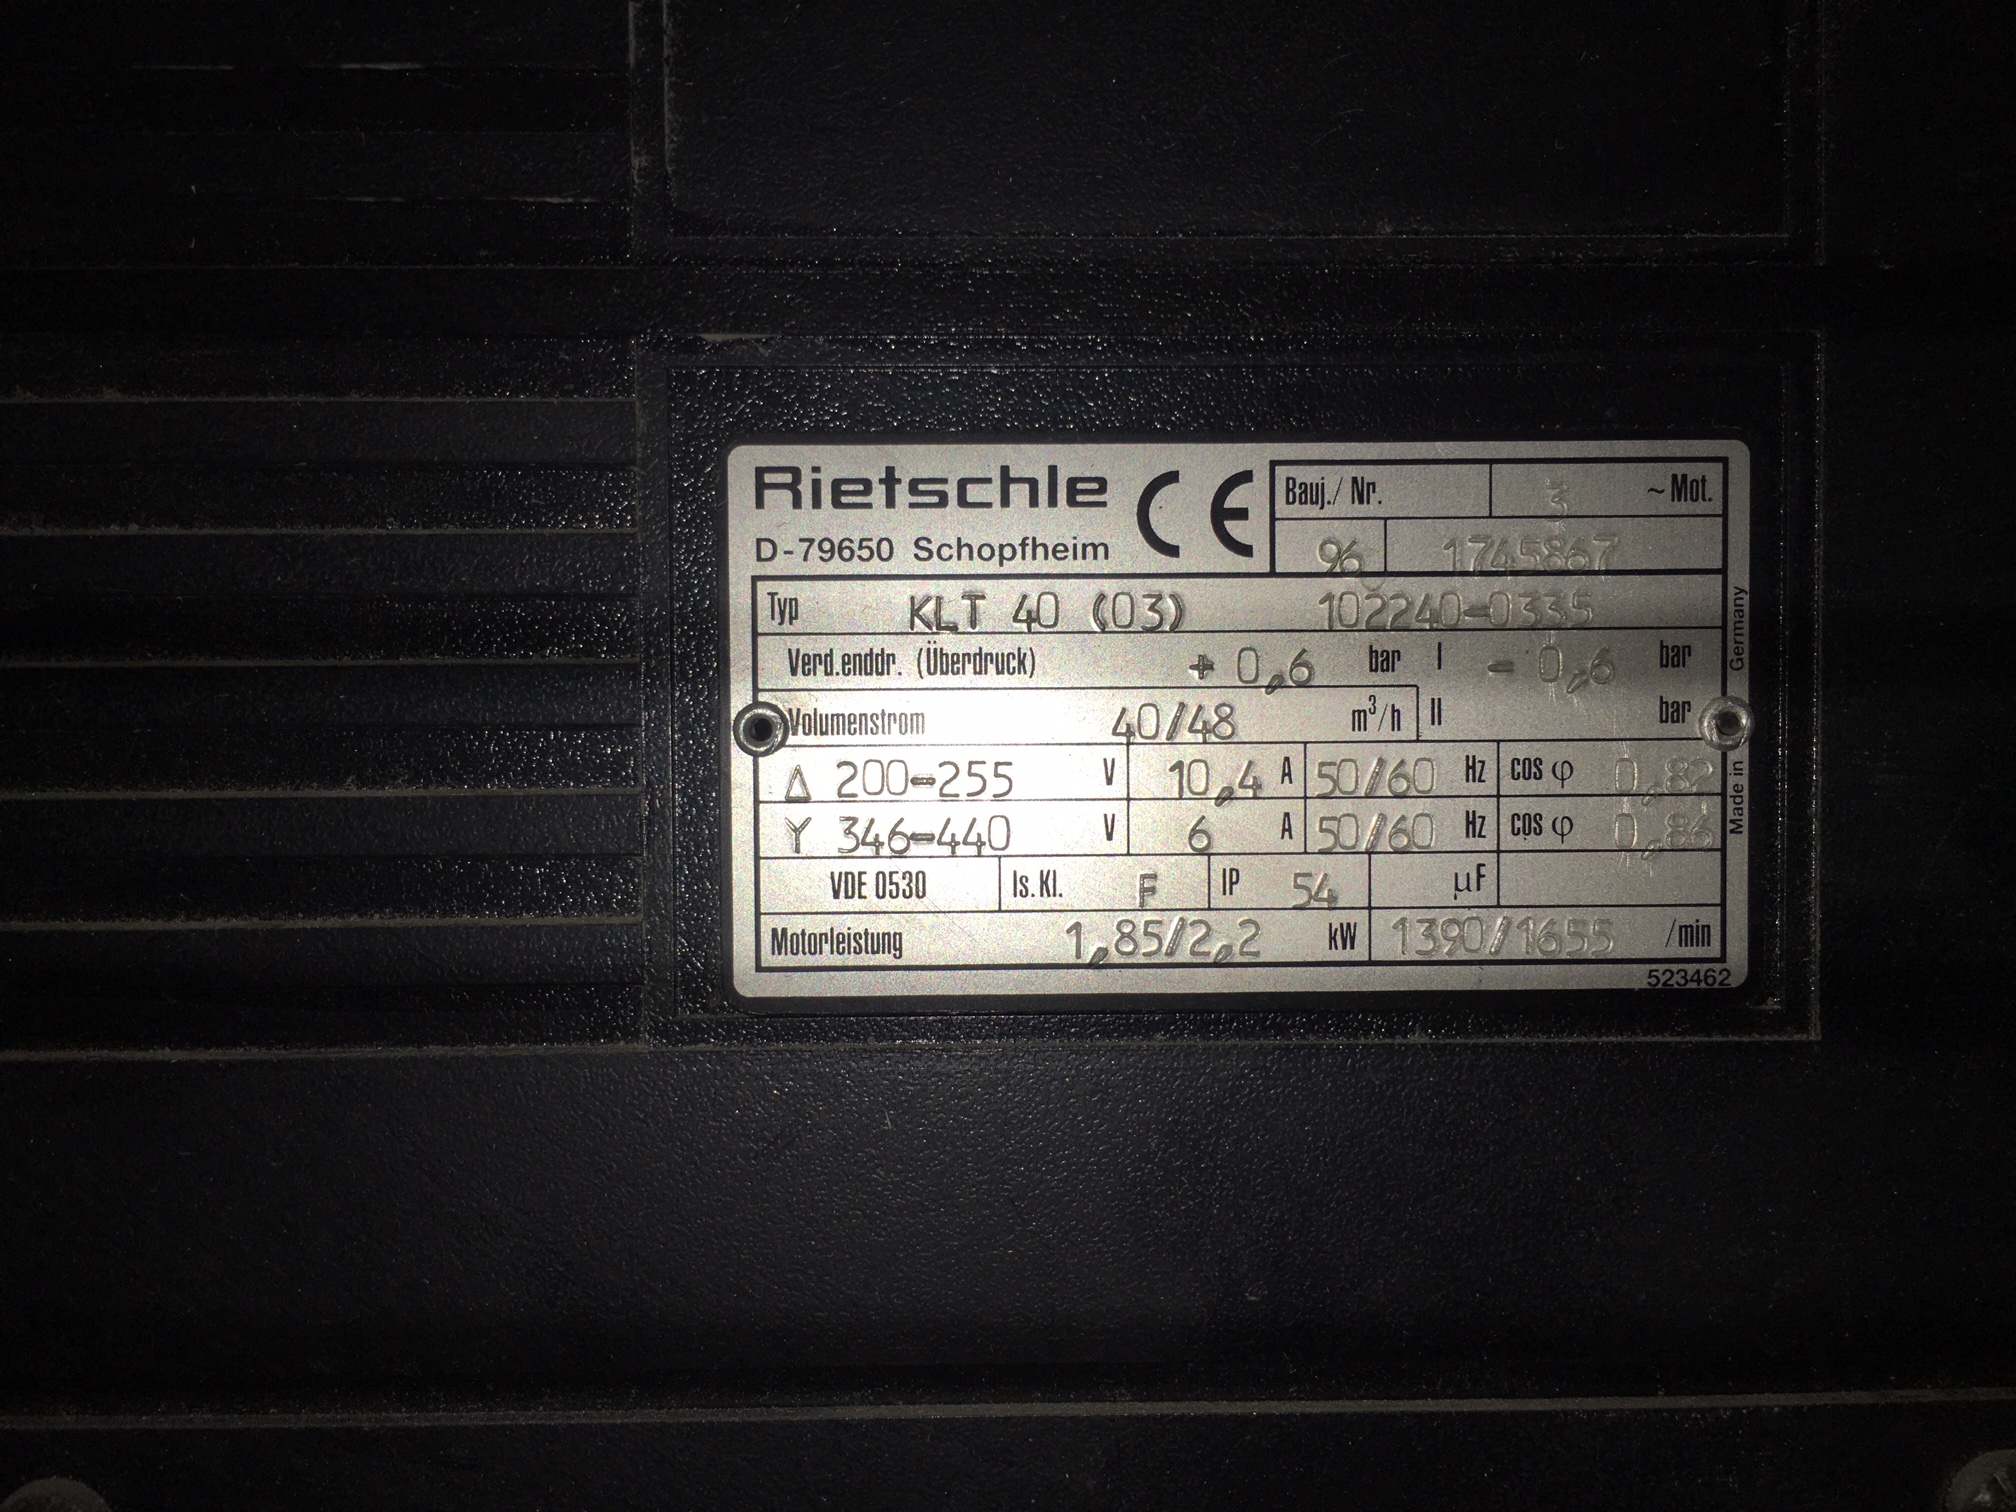 Rietschle
D-79650 Schopfheim
CE
Bauj./ Nr. 3 ~Mot.
96 1745867
Typ KLT 40 (03) 102240-0335
Verd.enddr. (Überdruck) + 0,6 bar I - 0,6 bar
Volumenstrom 40/48 m³/h II bar
Δ 200-255 V 10,4 A 50/60 Hz cos φ 0,82
Y 346-440 V 6 A 50/60 Hz cos φ 0,86
VDE 0530 Is.Kl. F IP 54 µF
Motorleistung 1,85/2,2 kW 1390/1655 /min
523462
Made in Germany